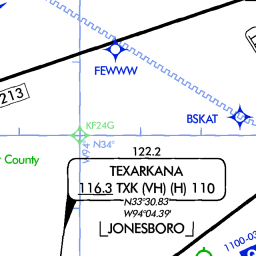 FEWWW
213
KF24G
BSKAT
N34°
W94°
County
122.2
TEXARKANA
116.3 TXK (VH) (H) 110
N33°30.83'
W94°04.39'
JONESBORO
1100-03